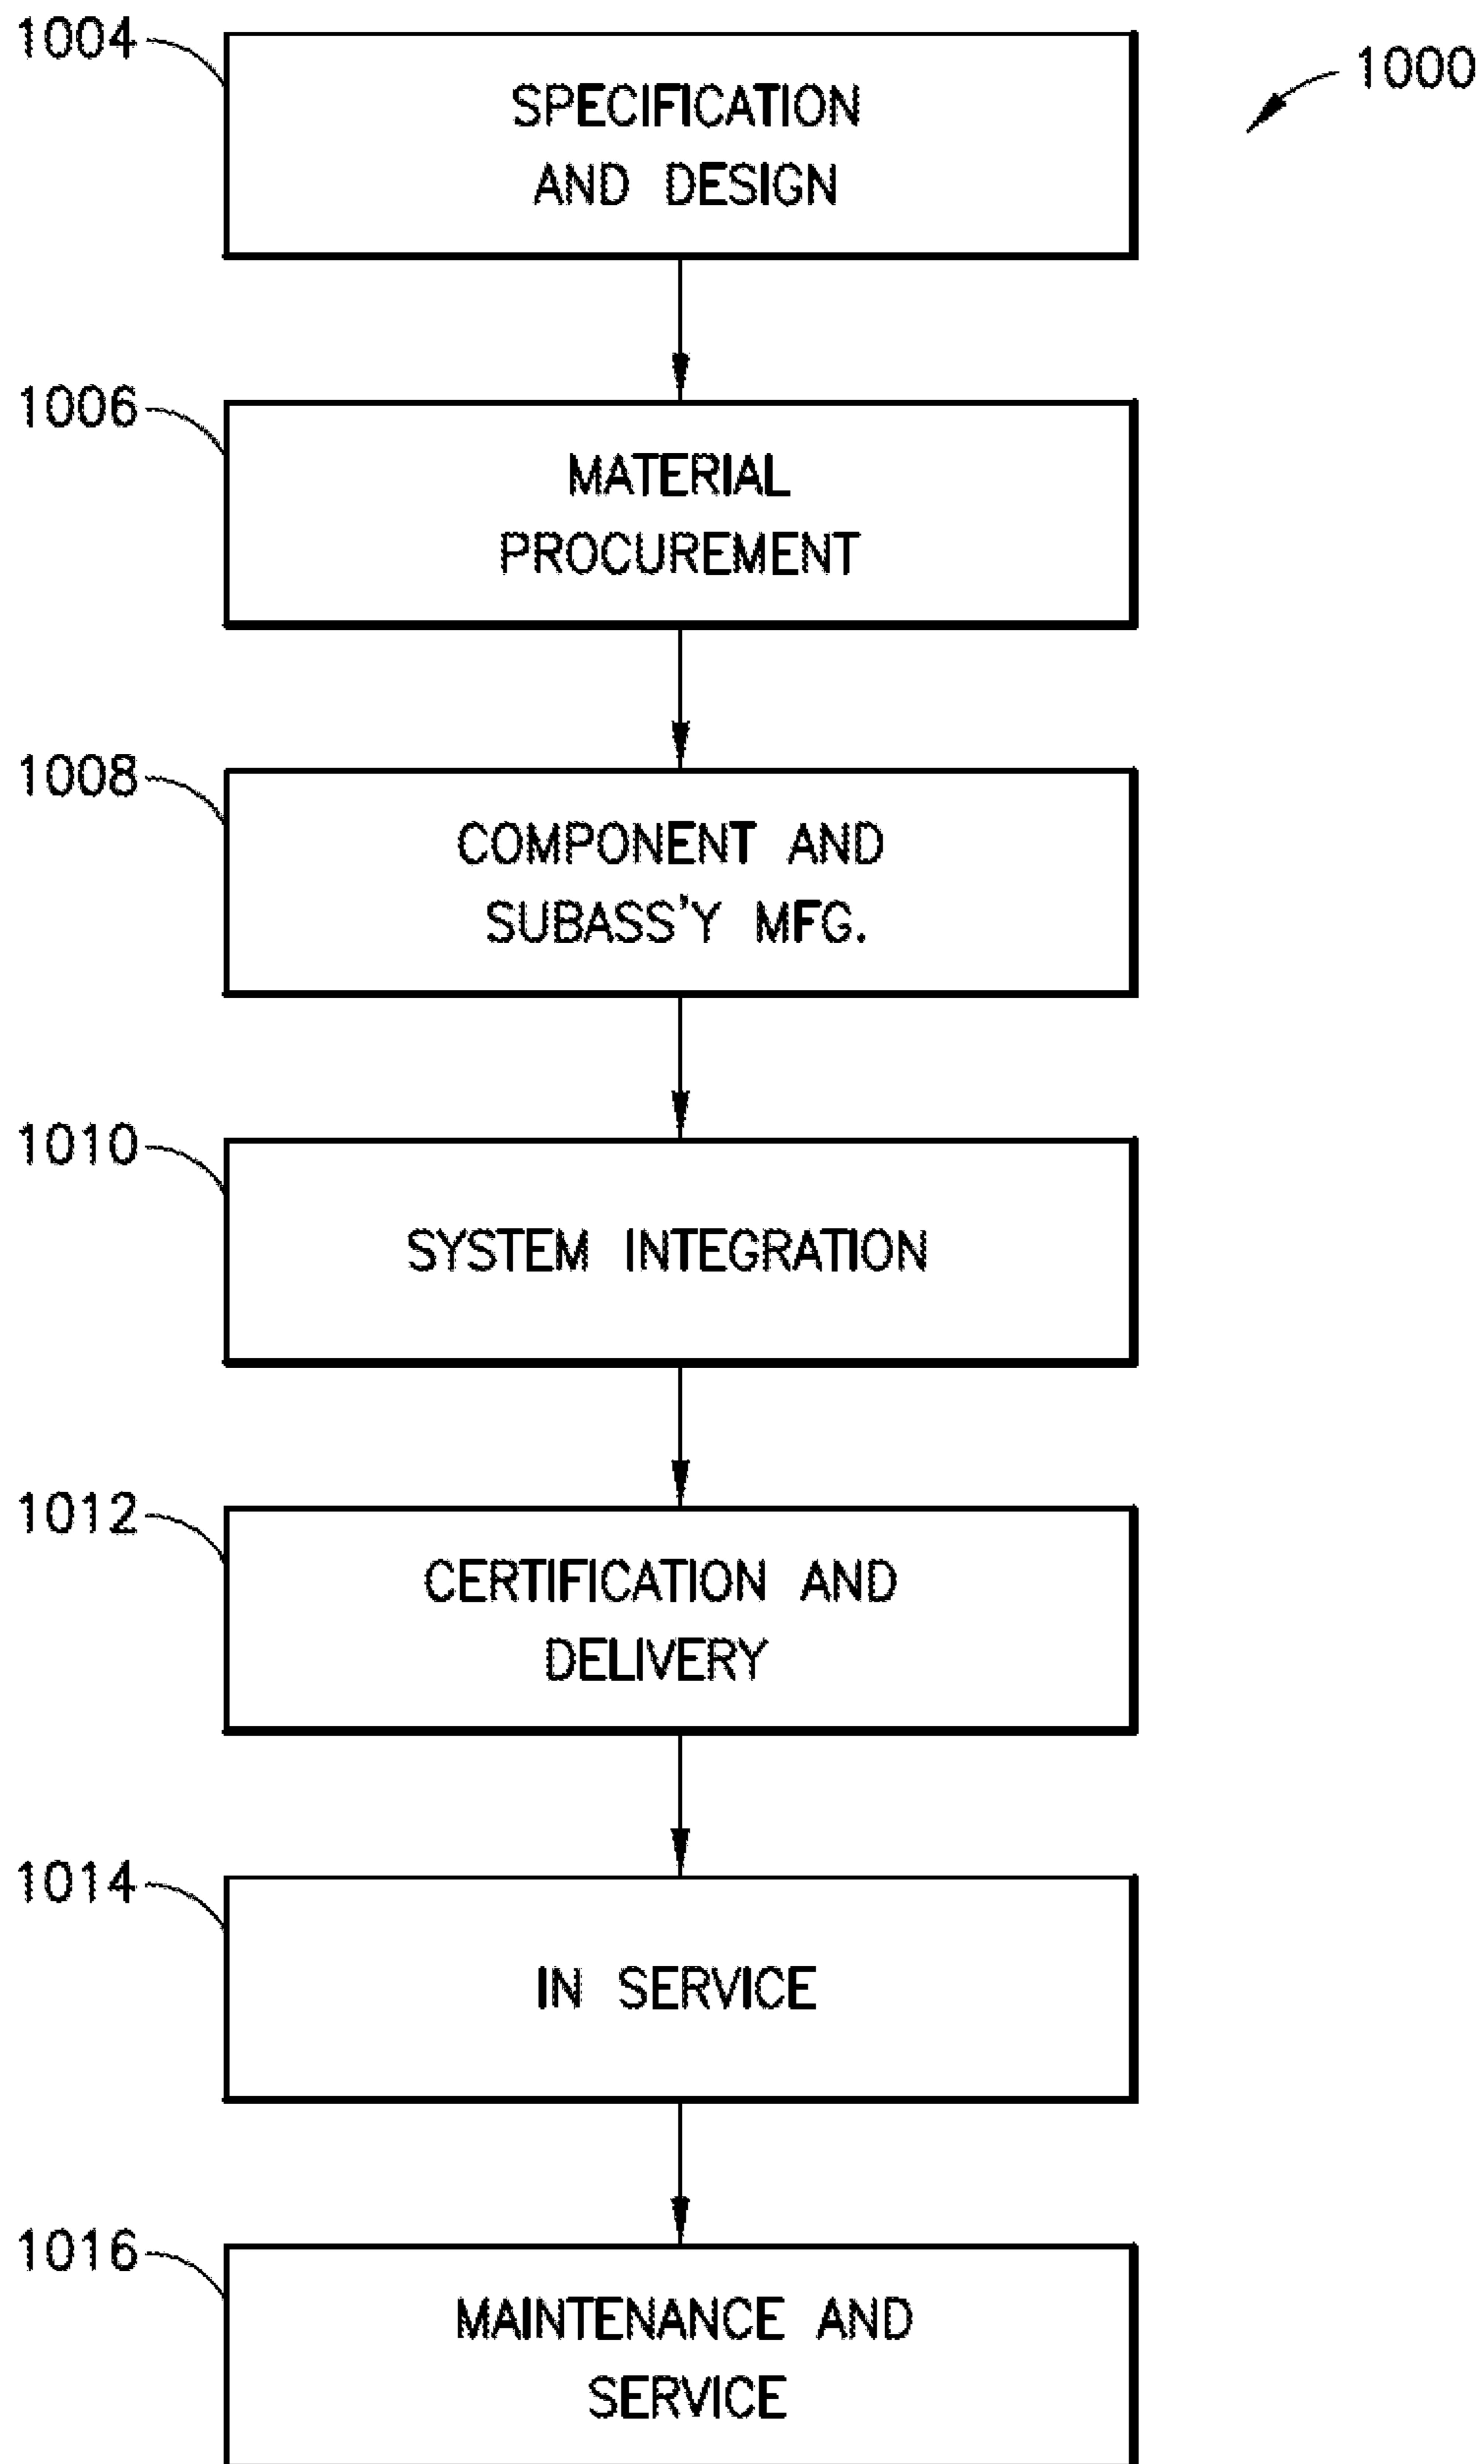 1004
SPECIFICATION
AND DESIGN
1000
1006
MATERIAL
PROCUREMENT
1008
COMPONENT AND
SUBASS'Y MFG.
1010
SYSTEM INTEGRATION
1012
CERTIFICATION AND
DELIVERY
1014
IN SERVICE
1016
MAINTENANCE AND
SERVICE